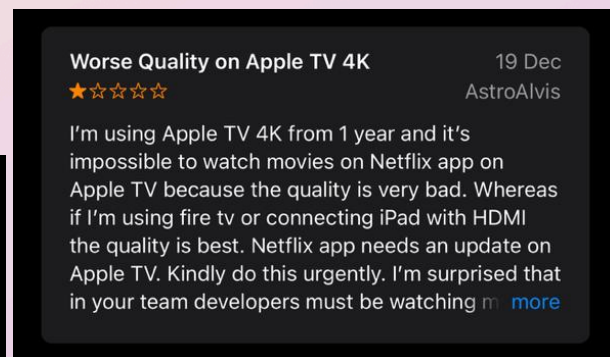 Worse Quality on Apple TV 4K
19 Dec
AstroAlvis
I'm using Apple TV 4K from 1 year and it's
impossible to watch movies on Netflix app on
Apple TV because the quality is very bad. Whereas
if I'm using fire tv or connecting iPad with HDMI
the quality is best. Netflix app needs an update on
Apple TV. Kindly do this urgently. I'm surprised that
in your team developers must be watching more